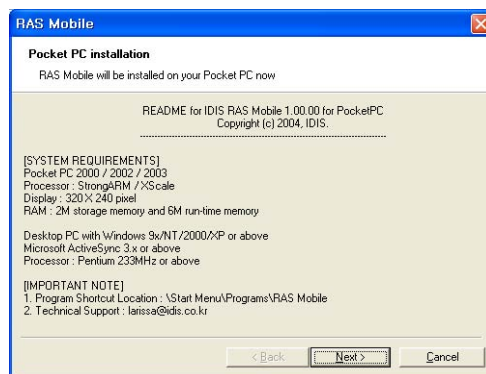 RAS Mobile
Pocket PC installation
RAS Mobile will be installed on your Pocket PC now
README for IDIS RAS Mobile 1.00.00 for PocketPC
Copyright (c) 2004, IDIS.
--------------------------------------------------------------------------------
[SYSTEM REQUIREMENTS]
Pocket PC 2000 / 2002 / 2003
Processor : StrongARM / XScale
Display : 320 X 240 pixel
RAM : 2M storage memory and 6M run-time memory
Desktop PC with Windows 9x/NT/2000/XP or above
Microsoft ActiveSync 3.x or above
Processor : Pentium 233MHz or above
[IMPORTANT NOTE]
1. Program Shortcut Location : \Start Menu\Programs\RAS Mobile
2. Technical Support : larissa@idis.co.kr
< Back
Next >
Cancel